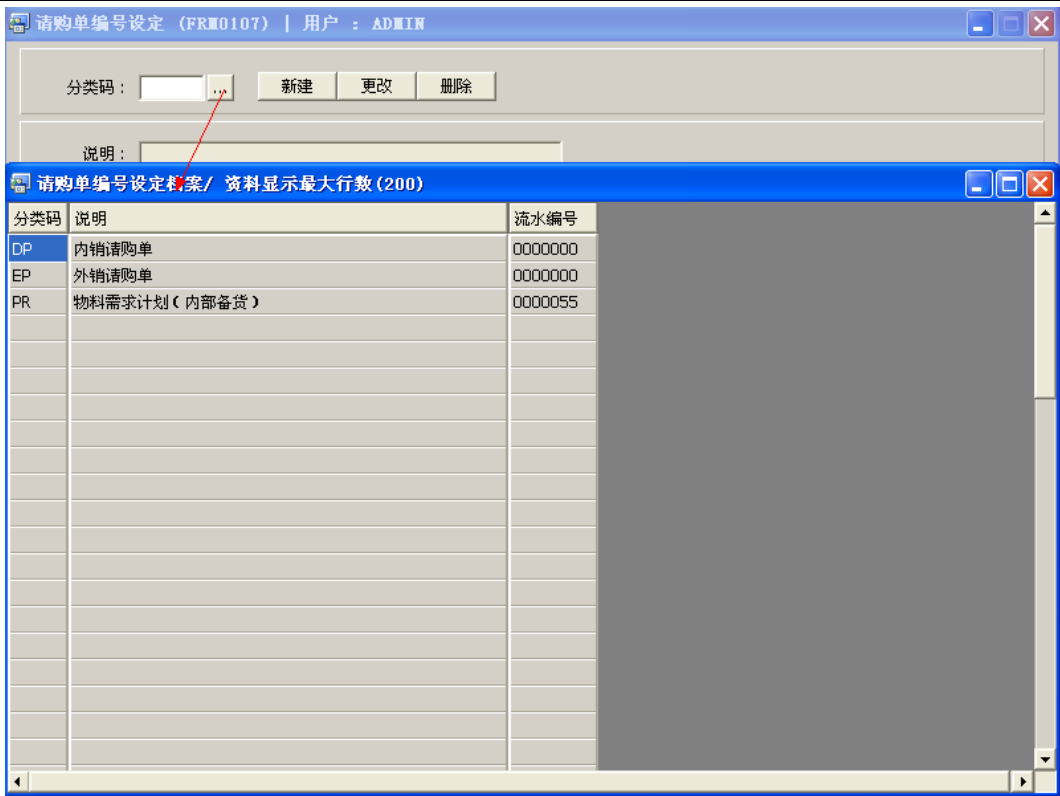 请购单编号设定 (FRM0107) | 用户 : ADMIN
分类码： ... 新建 更改 删除
说明：
请购单编号设定档案/ 资料显示最大行数(200)
分类码 说明 流水编号
DP 内销请购单 0000000
EP 外销请购单 0000000
PR 物料需求计划(内部备货) 0000055